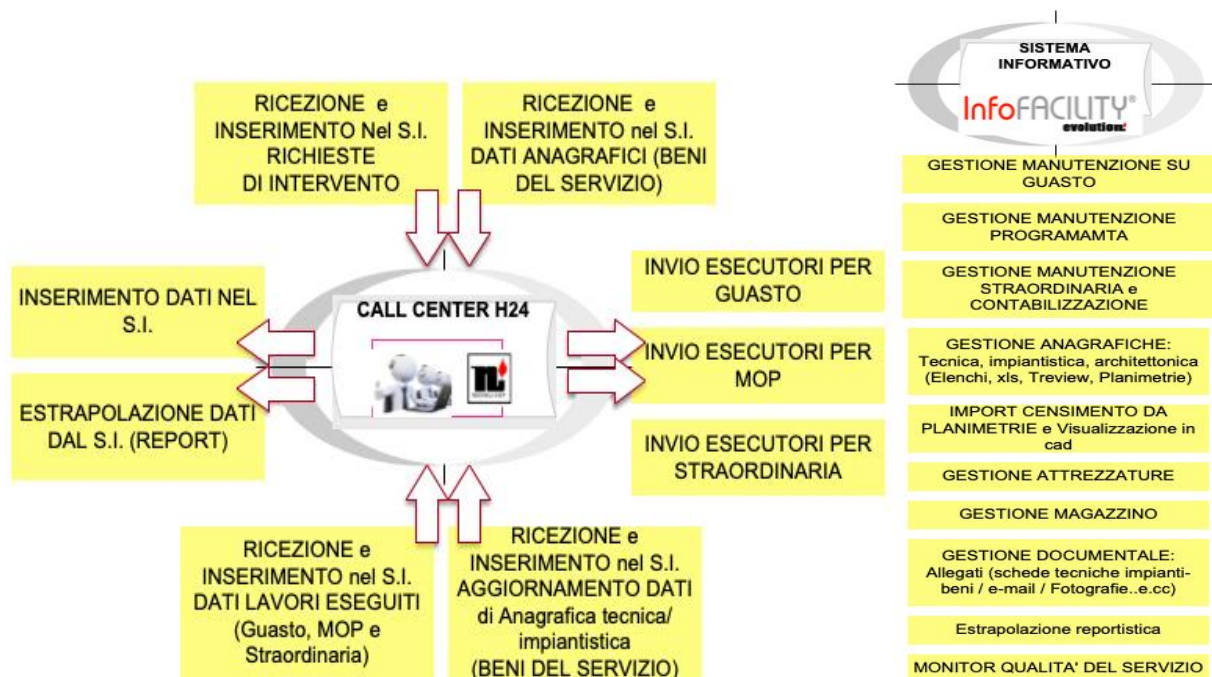 RICEZIONE e
INSERIMENTO Nel S.I.
RICHIESTE
DI INTERVENTO
RICEZIONE e
INSERIMENTO nel S.I.
DATI ANAGRAFICI (BENI
DEL SERVIZIO)
INSERIMENTO DATI NEL
S.I.
ESTRAPOLAZIONE DATI
DAL S.I. (REPORT)
CALL CENTER H24
INVIO ESECUTORI PER
GUASTO
INVIO ESECUTORI PER
MOP
INVIO ESECUTORI PER
STRAORDINARIA
RICEZIONE e
INSERIMENTO nel S.I.
DATI LAVORI ESEGUITI
(Guasto, MOP e
Straordinaria)
RICEZIONE e
INSERIMENTO nel S.I.
AGGIORNAMENTO DATI
di Anagrafica tecnica/
impiantistica
(BENI DEL SERVIZIO)
SISTEMA
INFORMATIVO
InfoFACILITY®
evolution:
GESTIONE MANUTENZIONE SU
GUASTO
GESTIONE MANUTENZIONE
PROGRAMAMTA
GESTIONE MANUTENZIONE
STRAORDINARIA e
CONTABILIZZAZIONE
GESTIONE ANAGRAFICHE:
Tecnica, impiantistica, architettonica
(Elenchi, xls, Treview, Planimetrie)
IMPORT CENSIMENTO DA
PLANIMETRIE e Visualizzazione in
cad
GESTIONE ATTREZZATURE
GESTIONE MAGAZZINO
GESTIONE DOCUMENTALE:
Allegati (schede tecniche impianti-
beni / e-mail / Fotografie..e.cc)
Estrapolazione reportistica
MONITOR QUALITA' DEL SERVIZIO